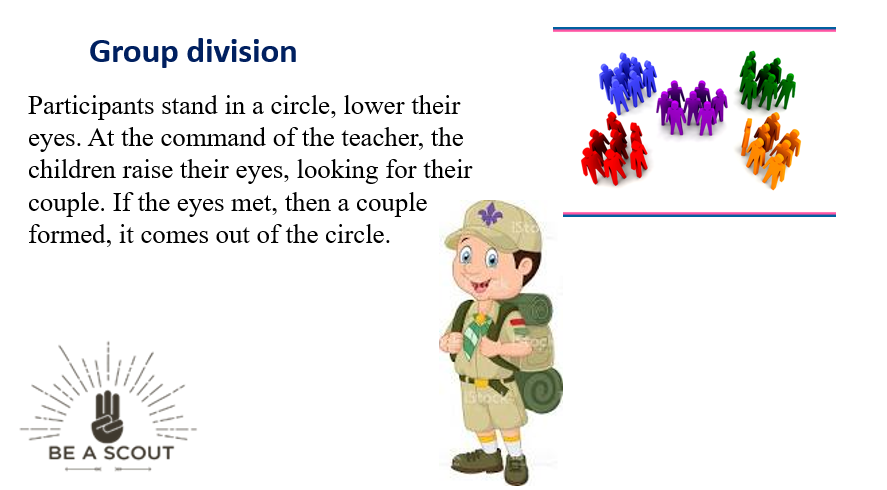 Group division
Participants stand in a circle, lower their
eyes. At the command of the teacher, the
children raise their eyes, looking for their
couple. If the eyes met, then a couple
formed, it comes out of the circle.
iStock
iStock
BE A SCOUT